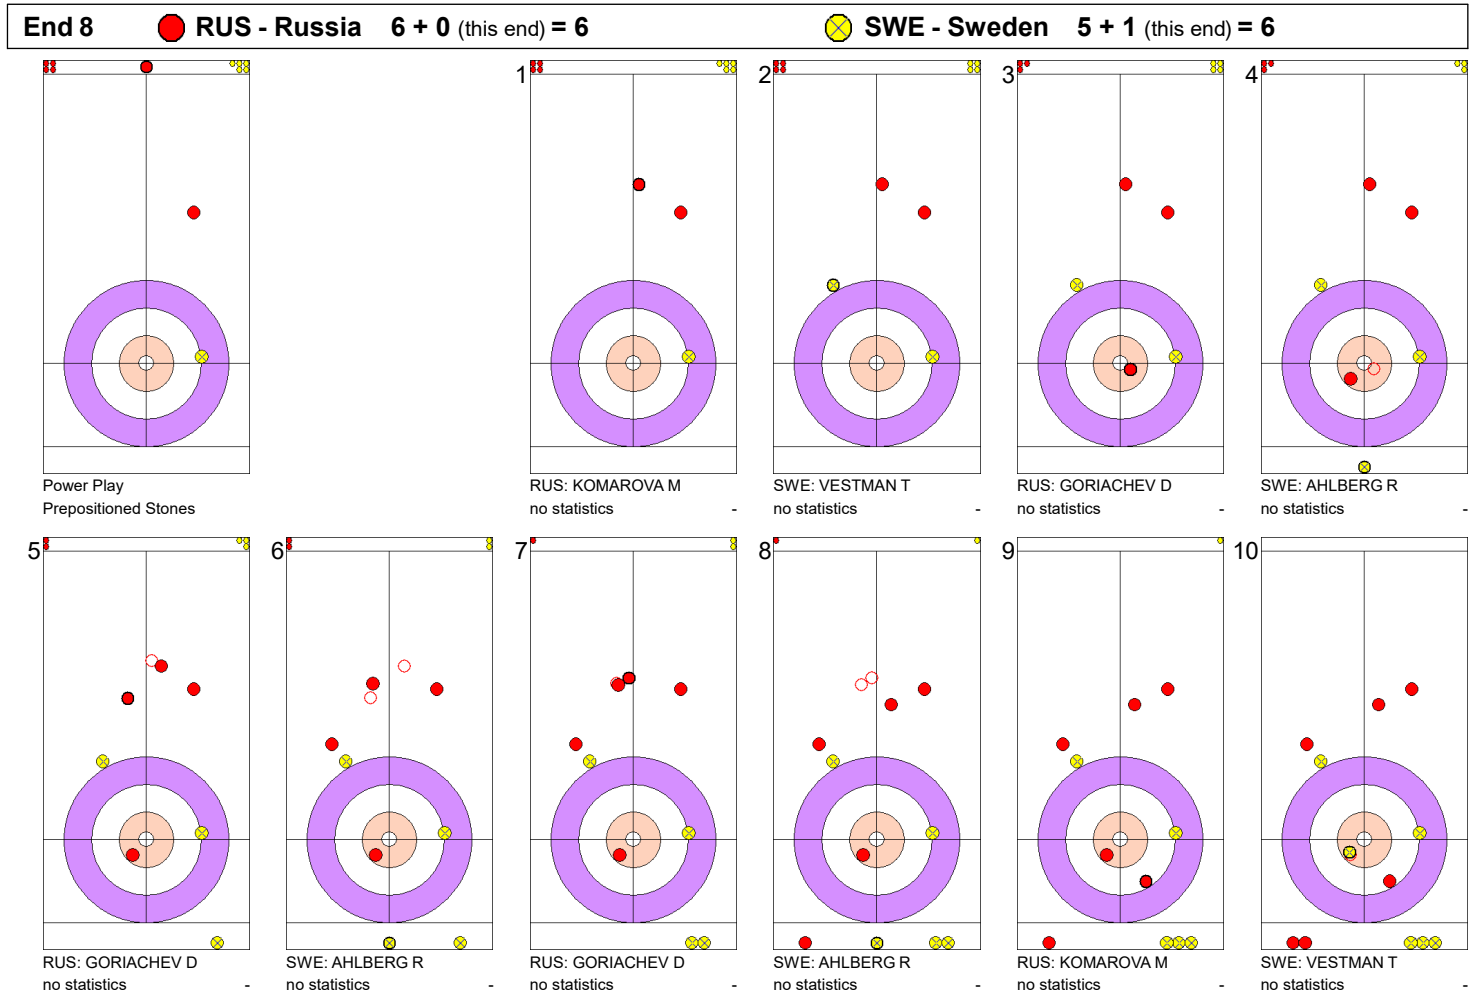 End 8 RUS - Russia 6 + 0 (this end) = 6 SWE - Sweden 5 + 1 (this end) = 6
1 2 3 4
Power Play RUS: KOMAROVA M SWE: VESTMAN T RUS: GORIACHEV D SWE: AHLBERG R
Prepositioned Stones no statistics - no statistics - no statistics - no statistics -
5 6 7 8 9 10
RUS: GORIACHEV D SWE: AHLBERG R RUS: GORIACHEV D SWE: AHLBERG R RUS: KOMAROVA M SWE: VESTMAN T
no statistics - no statistics - no statistics - no statistics - no statistics - no statistics -